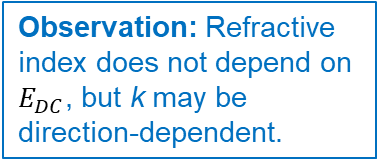 Observation: Refractive
index does not depend on
E_DC, but k may be
direction-dependent.